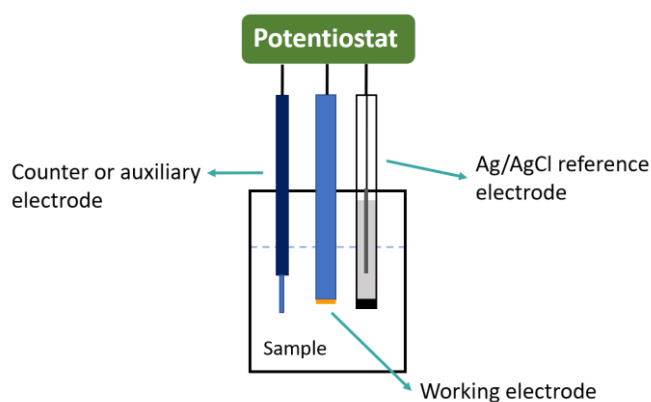 Potentiostat
Counter or auxiliary
electrode
Ag/AgCl reference
electrode
Sample
Working electrode